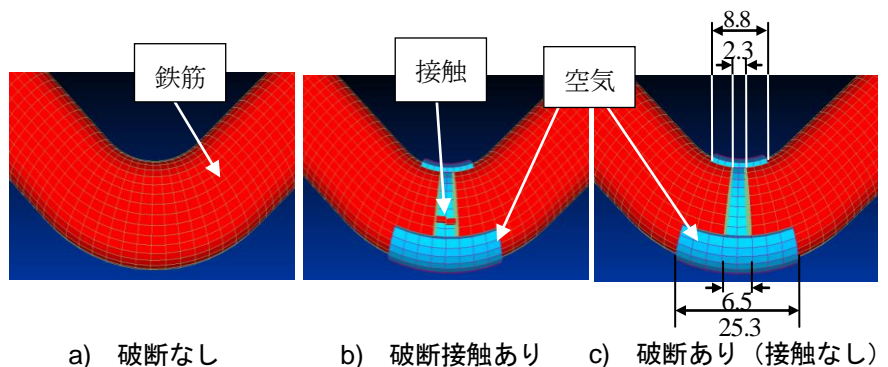 8.8
2.3
鉄筋
接触
空気
6.5
25.3
a) 破断なし
b) 破断接触あり
c) 破断あり（接触なし）